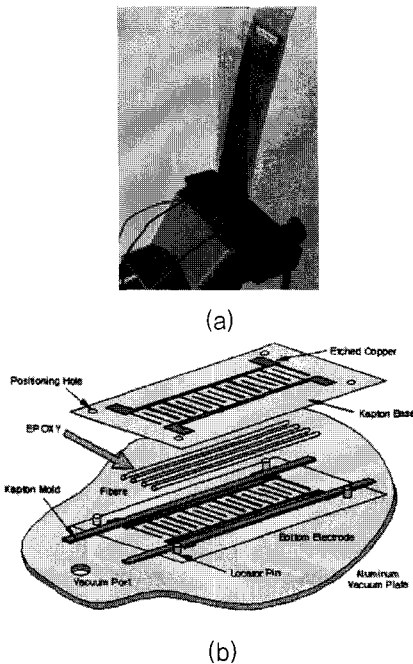 (a)
Etched Copper
Positioning Hole
Kapton Base
EPOXY
Fibers
Kapton Mold
Bottom Electrode
Locator Pin
Vacuum Port
Aluminum
Vacuum Plate
(b)